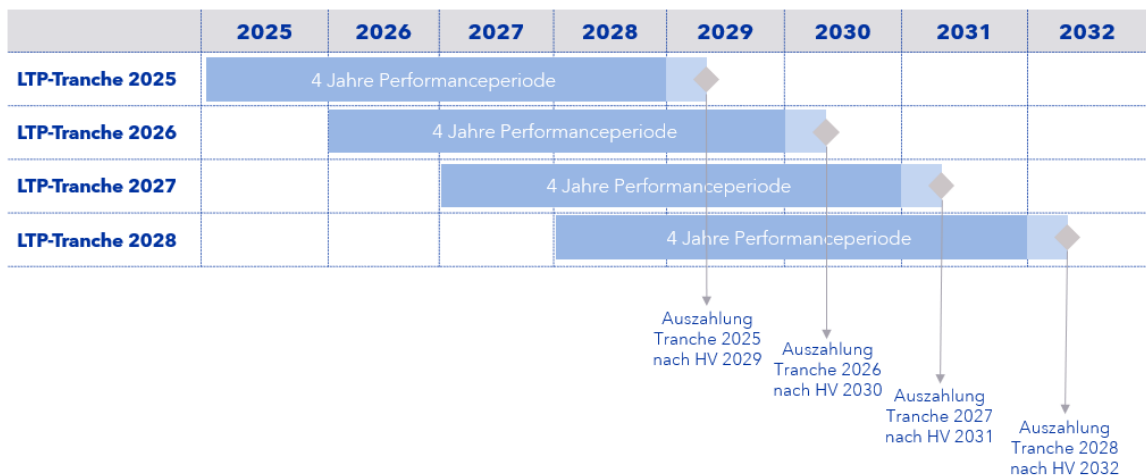 2025 2026 2027 2028 2029 2030 2031 2032
LTP-Tranche 2025 4 Jahre Performanceperiode
LTP-Tranche 2026 4 Jahre Performanceperiode
LTP-Tranche 2027 4 Jahre Performanceperiode
LTP-Tranche 2028 4 Jahre Performanceperiode
Auszahlung
Tranche 2025
nach HV 2029
Auszahlung
Tranche 2026
nach HV 2030
Auszahlung
Tranche 2027
nach HV 2031
Auszahlung
Tranche 2028
nach HV 2032